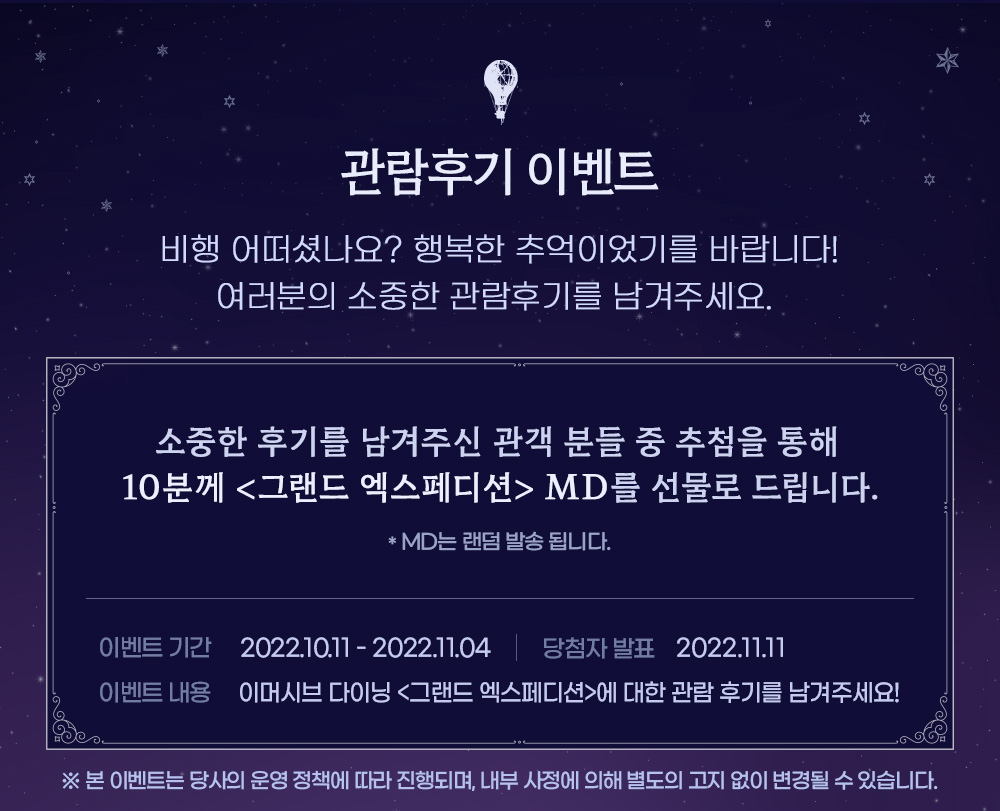 관람후기 이벤트
비행 어떠셨나요? 행복한 추억이었기를 바랍니다!
여러분의 소중한 관람후기를 남겨주세요.
소중한 후기를 남겨주신 관객 분들 중 추첨을 통해
10분께 <그랜드 엑스페디션> MD를 선물로 드립니다.
* MD는 랜덤 발송 됩니다.
이벤트 기간 2022.10.11 - 2022.11.04 | 당첨자 발표 2022.11.11
이벤트 내용 이머시브 다이닝 <그랜드 엑스페디션>에 대한 관람 후기를 남겨주세요!
※ 본 이벤트는 당사의 운영 정책에 따라 진행되며, 내부 사정에 의해 별도의 고지 없이 변경될 수 있습니다.